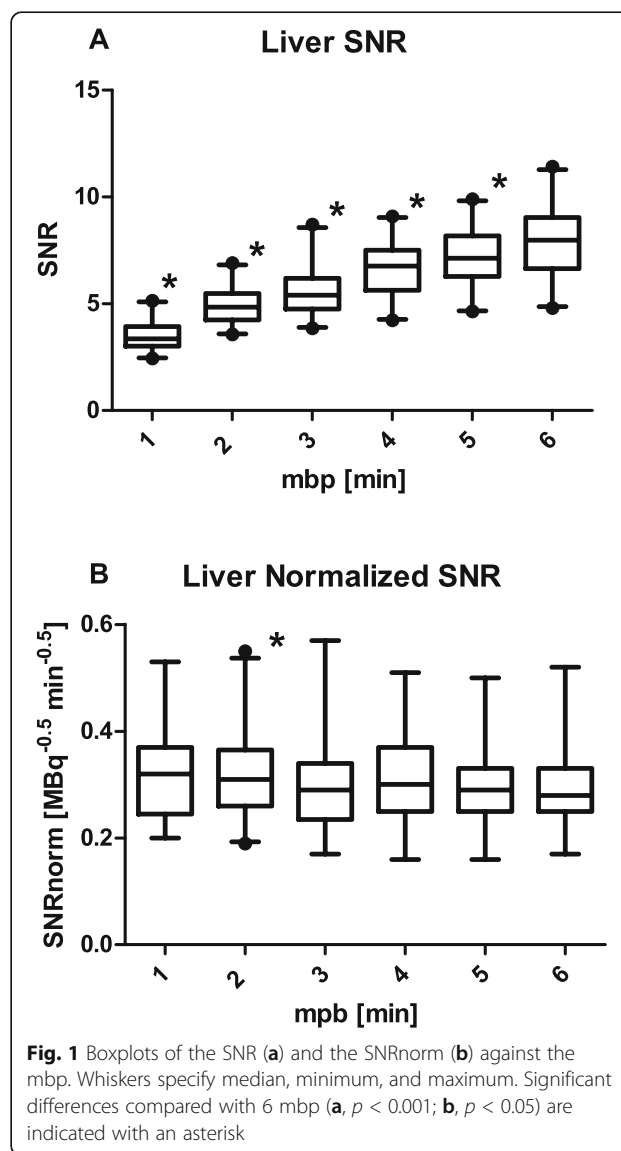 A Liver SNR
15
10
5
0
SNR
* * * * *
1 2 3 4 5 6
mbp [min]
B Liver Normalized SNR
0.6
0.4
0.2
0.0
SNRnorm [MBq-0.5 min-0.5]
*
1 2 3 4 5 6
mpb [min]
Fig. 1 Boxplots of the SNR (a) and the SNRnorm (b) against the
mbp. Whiskers specify median, minimum, and maximum. Significant
differences compared with 6 mbp (a, p < 0.001; b, p < 0.05) are
indicated with an asterisk